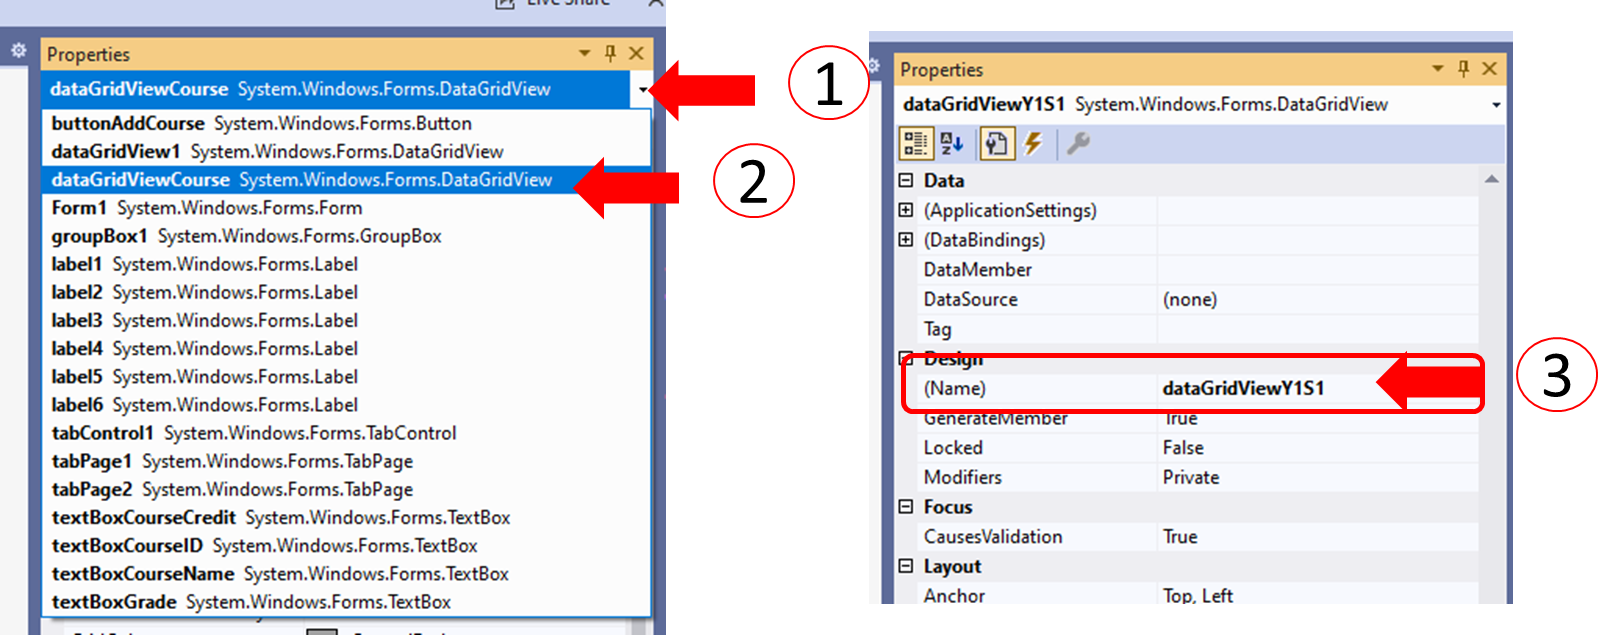 Live Share
Properties
dataGridViewCourse System.Windows.Forms.DataGridView
buttonAddCourse System.Windows.Forms.Button
dataGridView1 System.Windows.Forms.DataGridView
dataGridViewCourse System.Windows.Forms.DataGridView
Form1 System.Windows.Forms.Form
groupBox1 System.Windows.Forms.GroupBox
label1 System.Windows.Forms.Label
label2 System.Windows.Forms.Label
label3 System.Windows.Forms.Label
label4 System.Windows.Forms.Label
label5 System.Windows.Forms.Label
label6 System.Windows.Forms.Label
tabControl1 System.Windows.Forms.TabControl
tabPage1 System.Windows.Forms.TabPage
tabPage2 System.Windows.Forms.TabPage
textBoxCourseCredit System.Windows.Forms.TextBox
textBoxCourseID System.Windows.Forms.TextBox
textBoxCourseName System.Windows.Forms.TextBox
textBoxGrade System.Windows.Forms.TextBox
1
2
Properties
dataGridViewY1S1 System.Windows.Forms.DataGridView
Data
(ApplicationSettings)
(DataBindings)
DataMember
DataSource (none)
Tag
Design
(Name) dataGridViewY1S1
GenerateMember True
Locked False
Modifiers Private
Focus
CausesValidation True
Layout
Anchor Top, Left
3